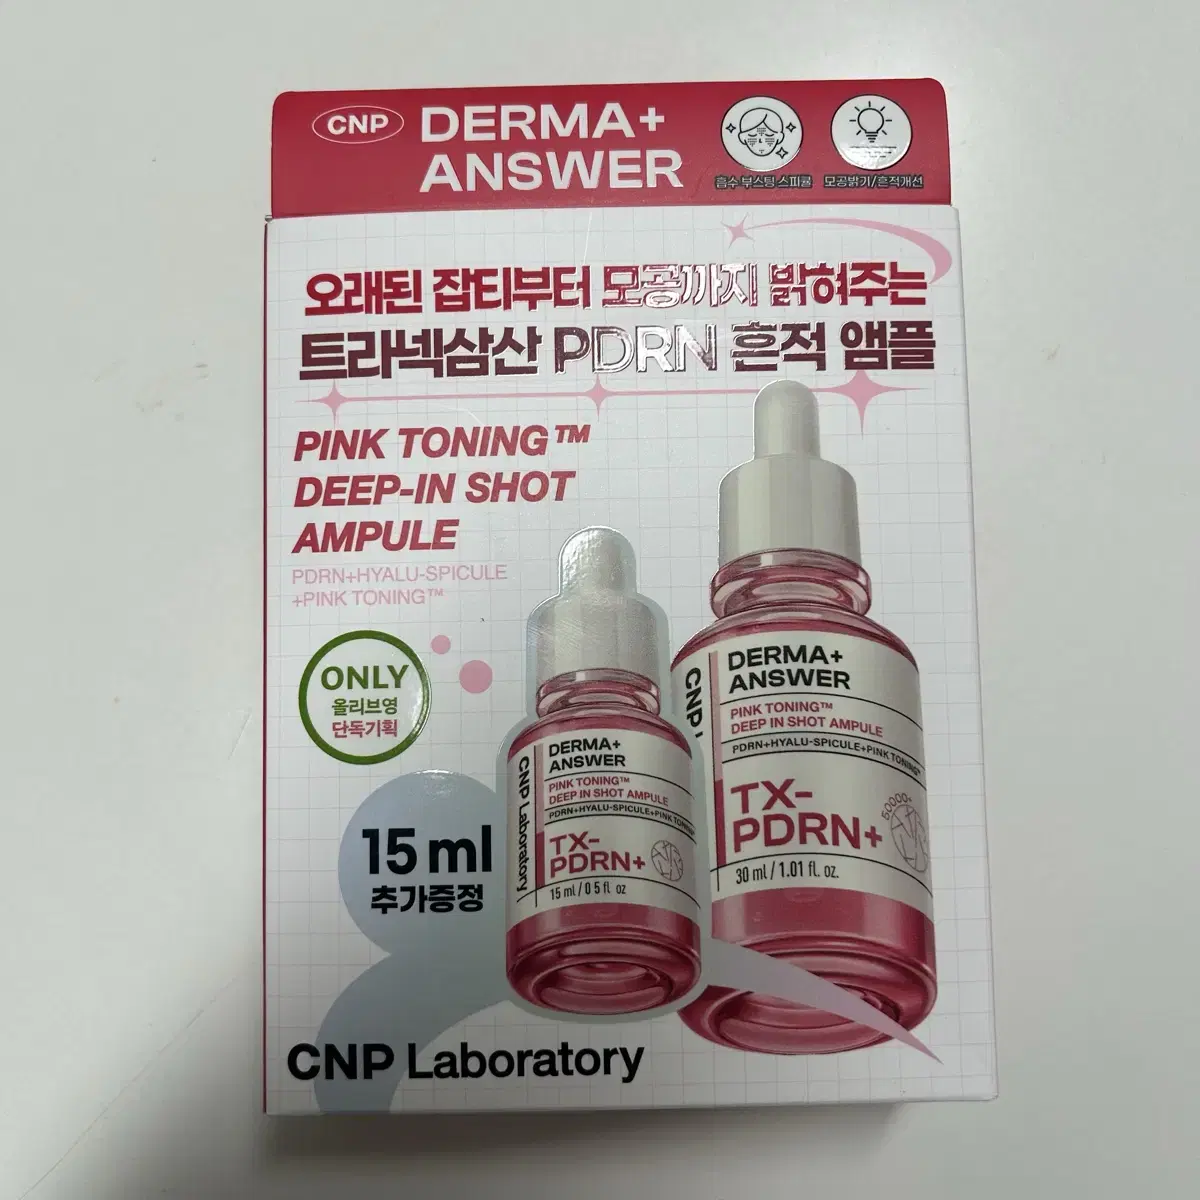 CNP
DERMA+
ANSWER
흡수 부스팅 스피큘
모공밝기/흔적개선
오래된 잡티부터 모공까지 밝혀주는
트라넥삼산 PDRN 흔적 앰플
PINK TONING™
DEEP-IN SHOT
AMPULE
PDRN+HYALU-SPICULE
+PINK TONING™
ONLY
올리브영
단독기획
15 ml
추가증정
CNP Laboratory
DERMA+
ANSWER
PINK TONING™
DEEP IN SHOT AMPULE
PDRN+HYALU-SPICULE+PINK TONING
TX-
PDRN+
15 ml / 0.5 fl. oz
CNP
DERMA+
ANSWER
PINK TONING™
DEEP IN SHOT AMPULE
PDRN+HYALU-SPICULE+PINK TONING™
TX-
PDRN+
50000+
30 ml / 1.01 fl. oz.
CNP Laboratory